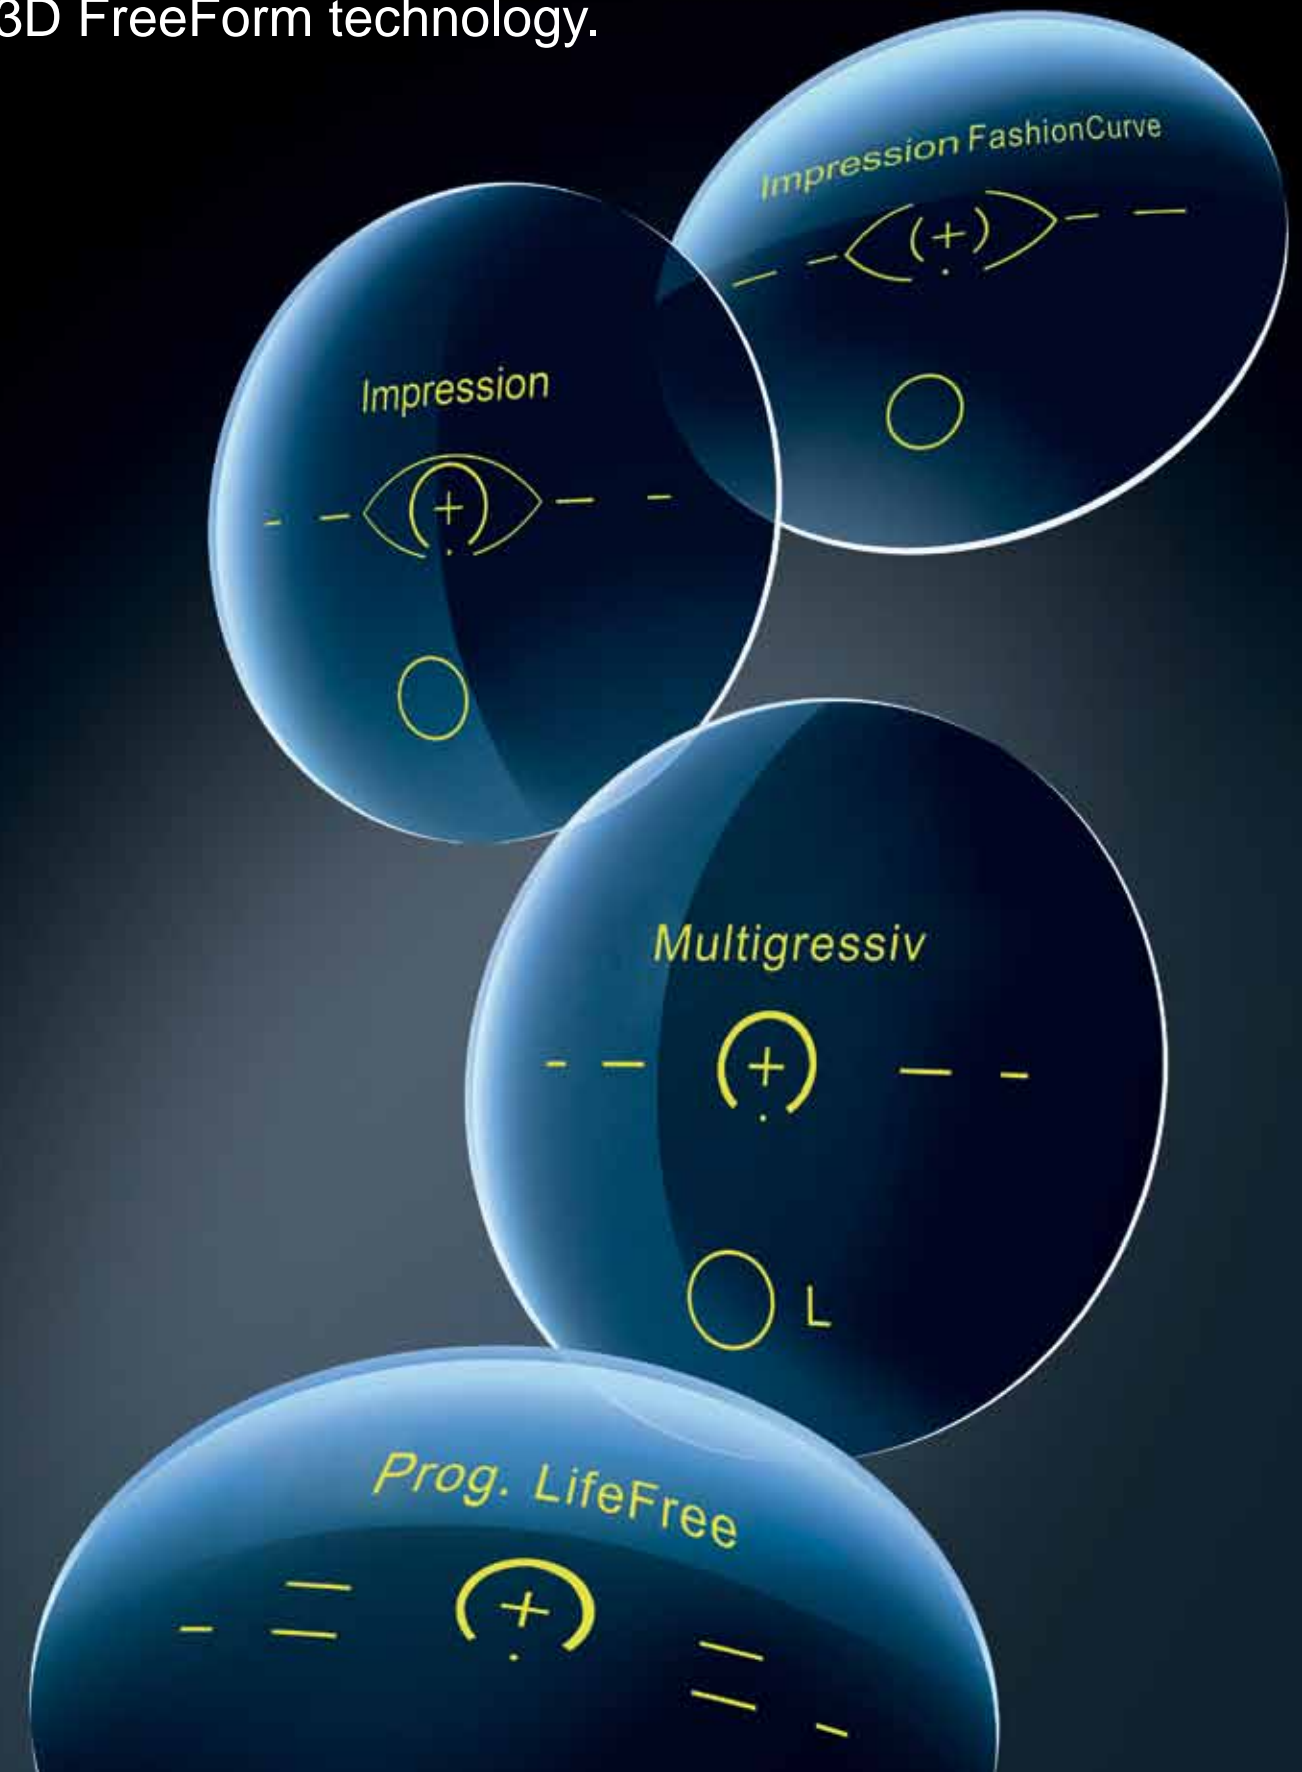 3D FreeForm technology.
Impression FashionCurve
Impression
Multigressiv
L
Prog. LifeFree